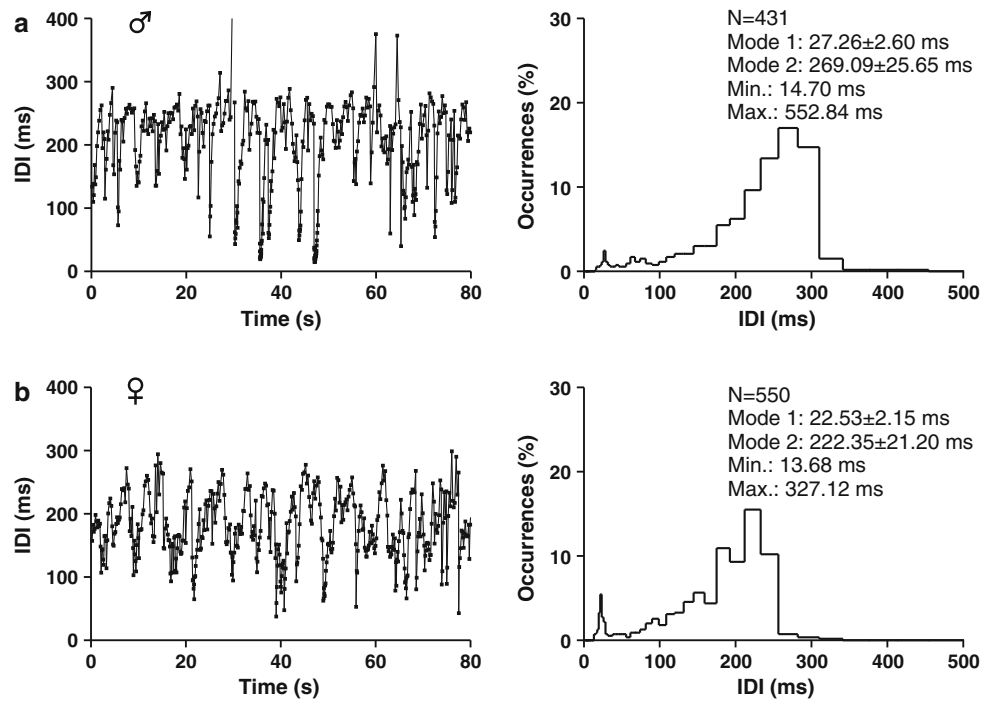 a ♂
400
300
200
100
0
IDI (ms)
0 20 40 60 80
Time (s)
30
20
10
0
Occurrences (%)
N=431
Mode 1: 27.26±2.60 ms
Mode 2: 269.09±25.65 ms
Min.: 14.70 ms
Max.: 552.84 ms
0 100 200 300 400 500
IDI (ms)
b ♀
400
300
200
100
0
IDI (ms)
0 20 40 60 80
Time (s)
30
20
10
0
Occurrences (%)
N=550
Mode 1: 22.53±2.15 ms
Mode 2: 222.35±21.20 ms
Min.: 13.68 ms
Max.: 327.12 ms
0 100 200 300 400 500
IDI (ms)